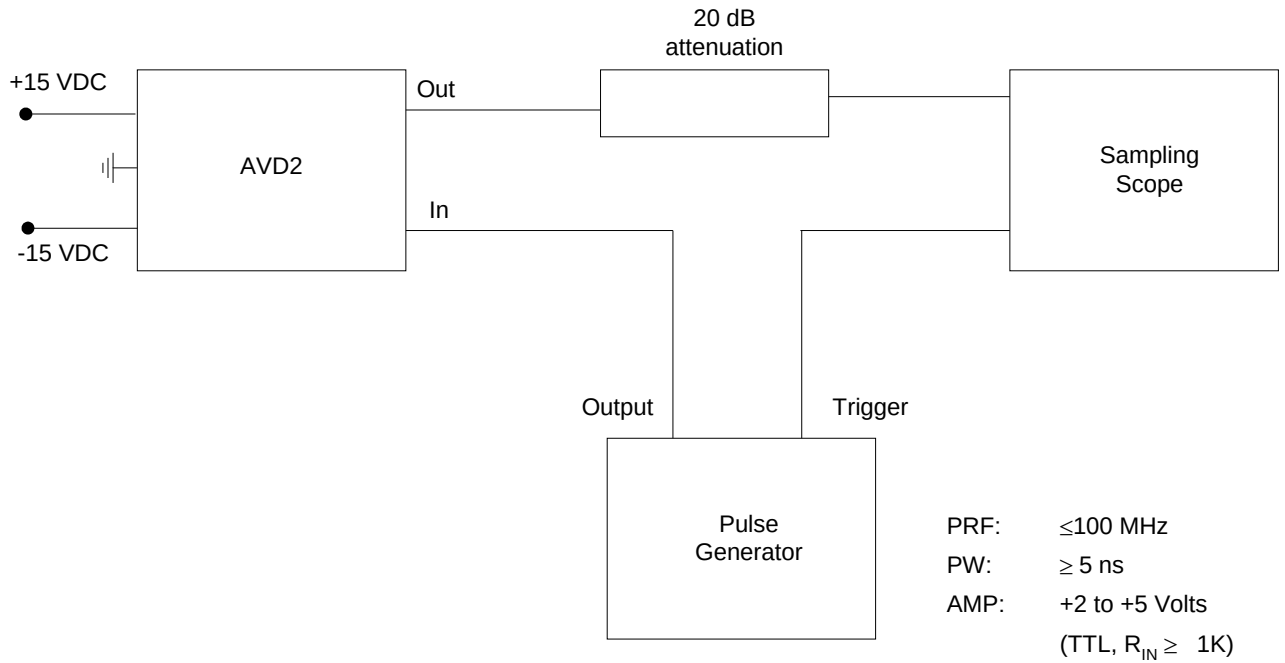 20 dB
attenuation
+15 VDC
Out
AVD2
Sampling
Scope
In
-15 VDC
Output
Trigger
Pulse
Generator
PRF: ≤100 MHz
PW: ≥ 5 ns
AMP: +2 to +5 Volts
(TTL, R_IN ≥ 1K)